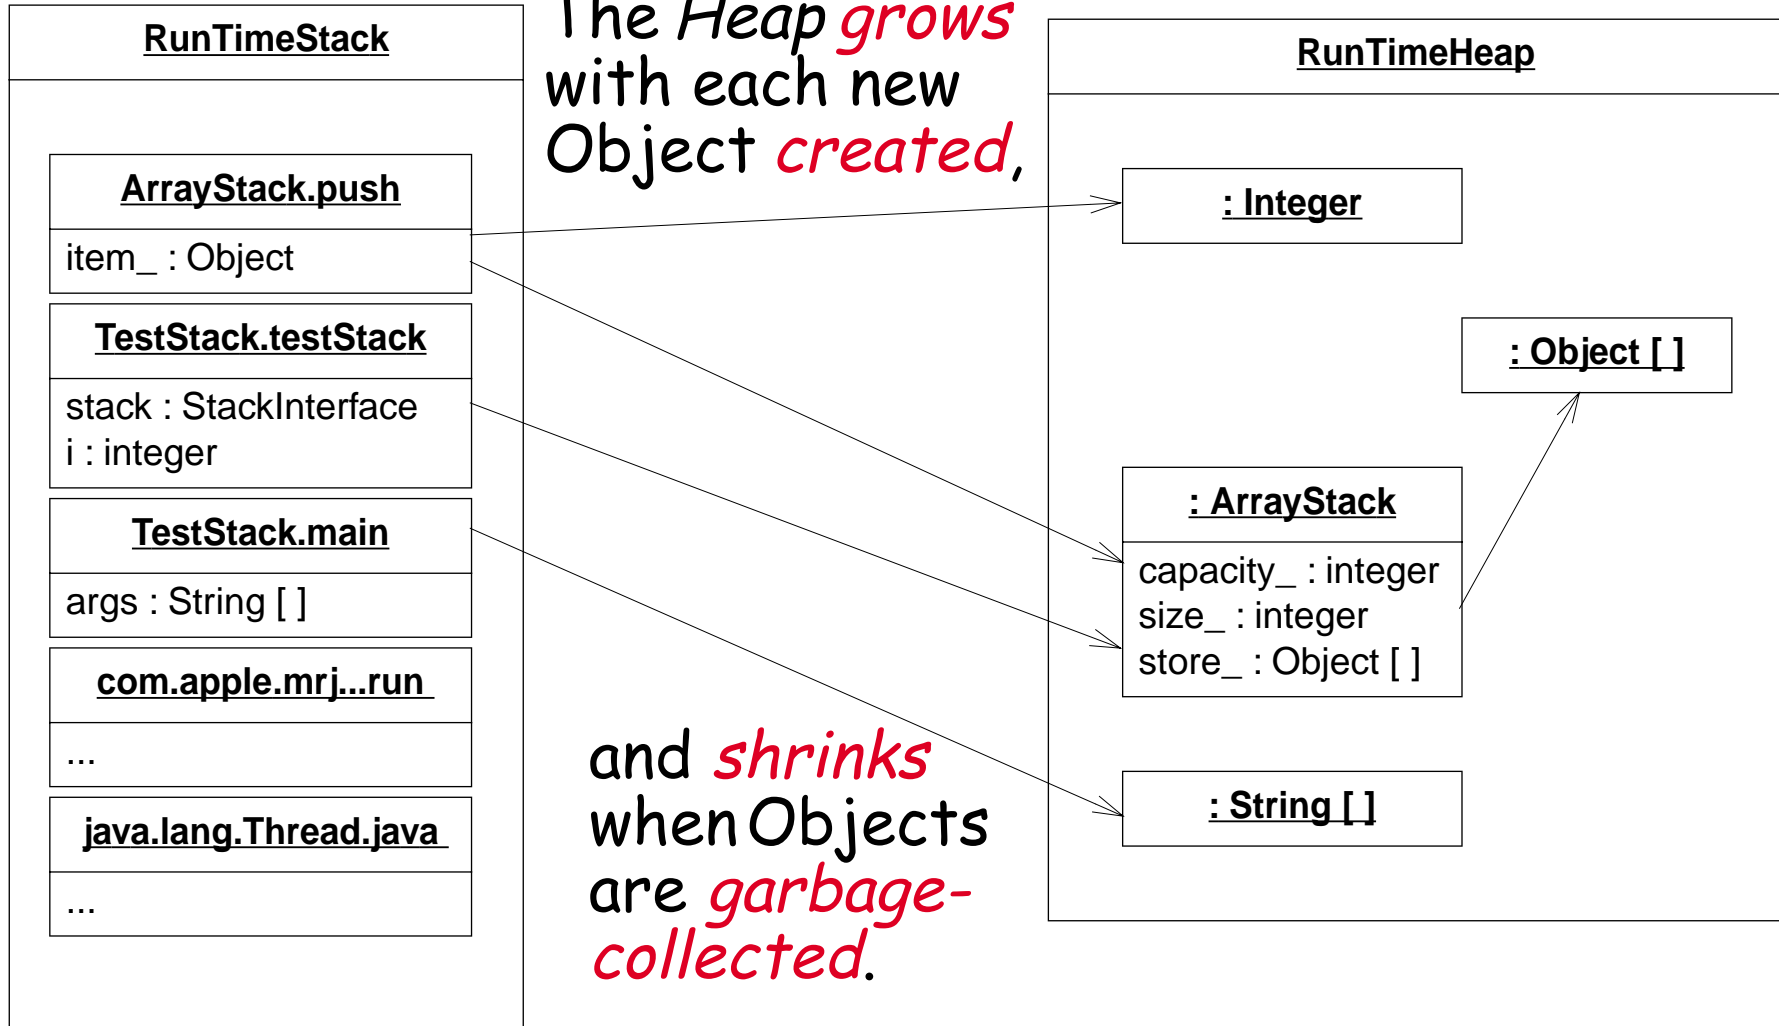 RunTimeStack
ArrayStack.push
item_ : Object
TestStack.testStack
stack : StackInterface
i : integer
TestStack.main
args : String [ ]
com.apple.mrj...run
...
java.lang.Thread.java
...
The Heap grows
with each new
Object created,
and shrinks
when Objects
are garbage-
collected.
RunTimeHeap
: Integer
: Object [ ]
: ArrayStack
capacity_ : integer
size_ : integer
store_ : Object [ ]
: String [ ]